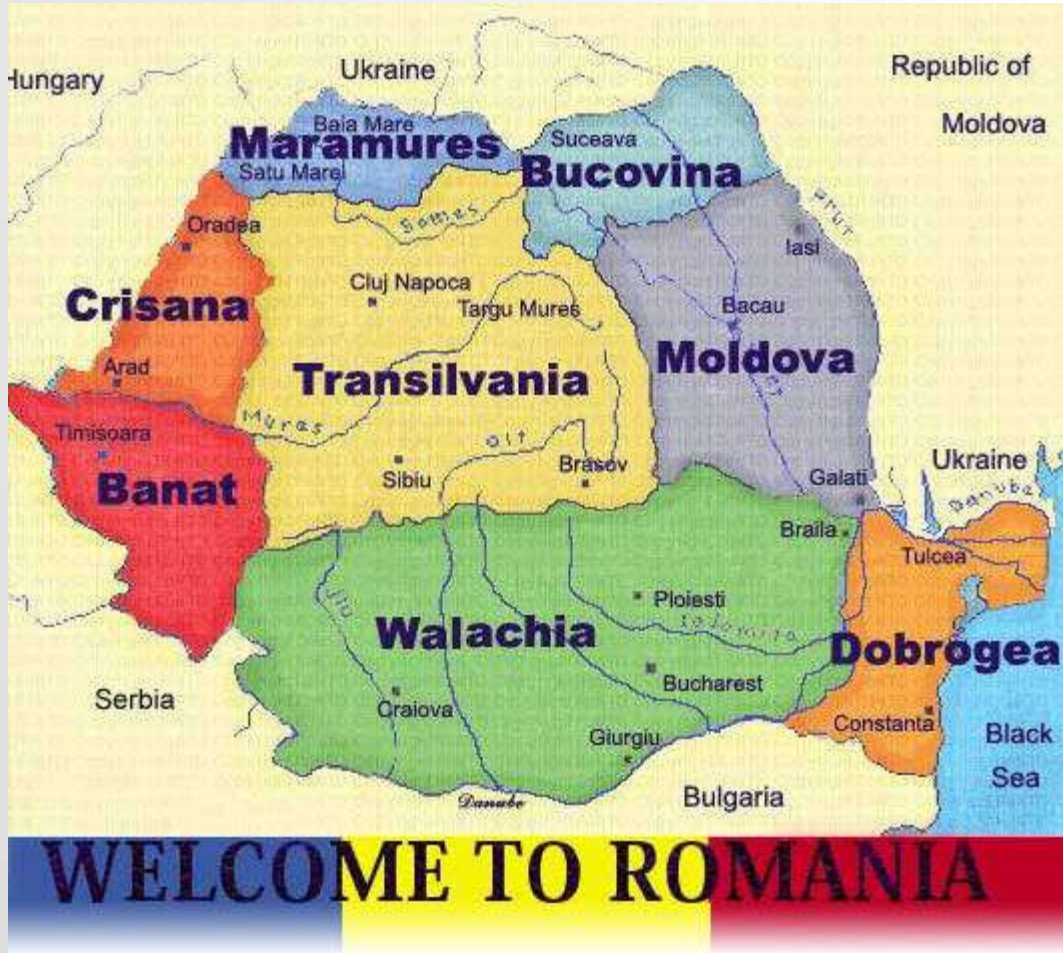 Hungary
Ukraine
Republic of
Moldova
Baia Mare
Maramures
Satu Marel
Suceava
Bucovina
Prut
Oradea
Somes
Iasi
Cluj Napoca
Crisana
Targu Mures
Bacau
Moldova
Arad
Transilvania
Myres
Timisoara
olt
Banat
Sibiu
Brasov
Galati
Ukraine
Danube
Braila
Tulcea
Jiu
Ploiesti
Walachia
Ialomita
Dobrogea
Bucharest
Serbia
Craiova
Constanta
Giurgiu
Black
Sea
Danube
Bulgaria
WELCOME TO ROMANIA